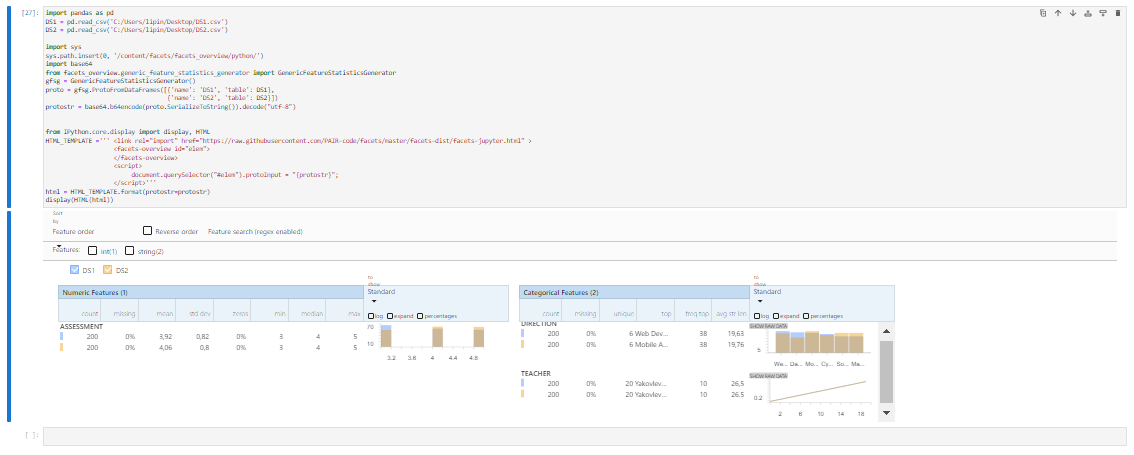 [27]: import pandas as pd
DS1 = pd.read_csv('C:/Users/lipin/Desktop/DS1.csv')
DS2 = pd.read_csv('C:/Users/lipin/Desktop/DS2.csv')
import sys
sys.path.insert(0, '/content/facets/facets_overview/python/')
import base64
from facets_overview.generic_feature_statistics_generator import GenericFeatureStatisticsGenerator
gfsg = GenericFeatureStatisticsGenerator()
proto = gfsg.ProtoFromDataFrames([{'name': 'DS1', 'table': DS1},
{'name': 'DS2', 'table': DS2}])
protostr = base64.b64encode(proto.SerializeToString()).decode("utf-8")
from IPython.core.display import display, HTML
HTML_TEMPLATE =''' <link rel="import" href="https://raw.githubusercontent.com/PAIR-code/facets/master/facets-dist/facets-jupyter.html" >
<facets-overview id="elem">
</facets-overview>
<script>
document.querySelector("#elem").protoInput = "{protostr}";
</script>'''
html = HTML_TEMPLATE.format(protostr=protostr)
display(HTML(html))
Sort
by
Feature order Reverse order Feature search (regex enabled)
Features: int(1) string(2)
DS1 DS2
to
show
Numeric Features (1) Standard
count missing mean std dev zeros min median max log expand percentages
ASSESSMENT
200 0% 3,92 0,82 0% 3 4 5
200 0% 4,06 0,8 0% 3 4 5
70
10
3.2 3.6 4 4.4 4.8
to
show
Categorical Features (2) Standard
count missing unique top freq top avg str len log expand percentages
DIRECTION SHOW RAW DATA
200 0% 6 Web Dev... 38 19,63
200 0% 6 Mobile A... 38 19,76
5
We... De... Mo... Cy... So... Ma...
TEACHER SHOW RAW DATA
200 0% 20 Yakovlev... 10 26,5
200 0% 20 Yakovlev... 10 26,5
0.2
2 6 10 14 18
[ ]: